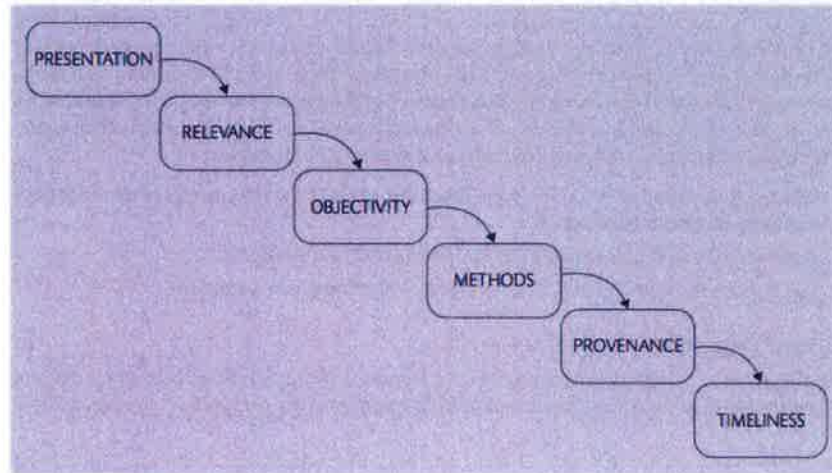 PRESENTATION
RELEVANCE
OBJECTIVITY
METHODS
PROVENANCE
TIMELINESS